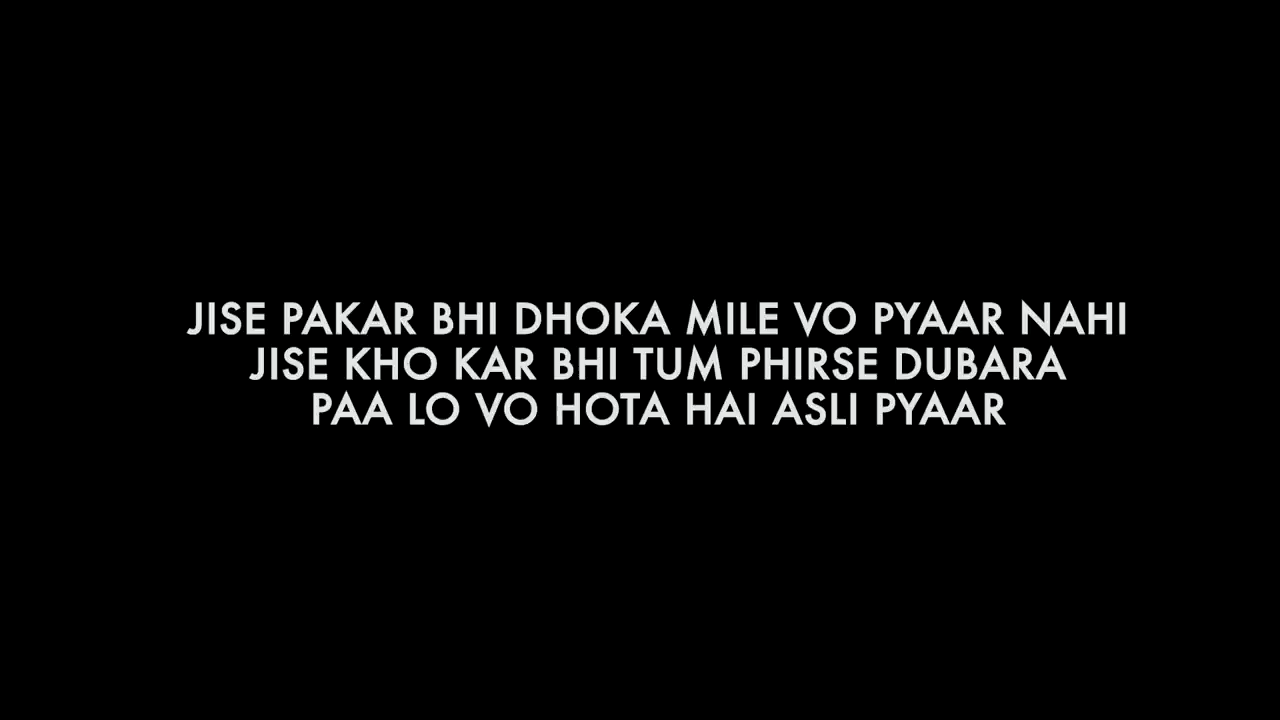 JISE PAKAR BHI DHOKA MILE VO PYAAR NAHI
JISE KHO KAR BHI TUM PHIRSE DUBARA
PAA LO VO HOTA HAI ASLI PYAAR